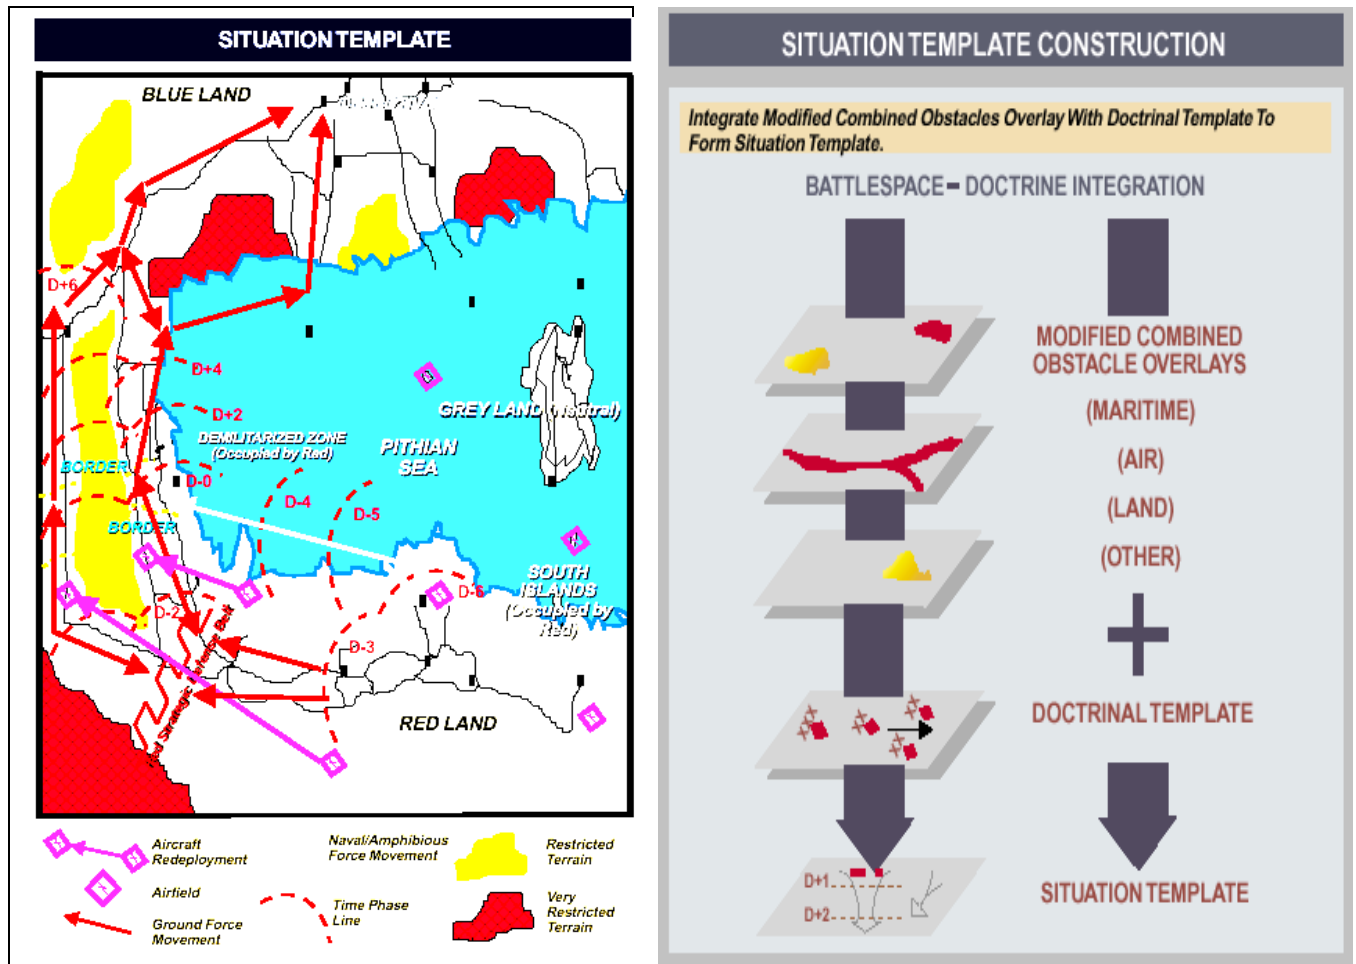 SITUATION TEMPLATE
BLUE LAND
D+6
D+4
D+2
DEMILITARIZED ZONE
(Occupied by Red)
GREY LAND (Neutral)
PITHIAN
SEA
BORDER
D-0
D-4
D-5
BORDER
SOUTH
ISLANDS
(Occupied by
Red)
D-6
D-2
D-3
Red Strategic Defense Belt
RED LAND
Aircraft
Redeployment
Airfield
Ground Force
Movement
Naval/Amphibious
Force Movement
Time Phase
Line
Restricted
Terrain
Very
Restricted
Terrain
SITUATION TEMPLATE CONSTRUCTION
Integrate Modified Combined Obstacles Overlay With Doctrinal Template To
Form Situation Template.
BATTLESPACE – DOCTRINE INTEGRATION
MODIFIED COMBINED
OBSTACLE OVERLAYS
(MARITIME)
(AIR)
(LAND)
(OTHER)
DOCTRINAL TEMPLATE
SITUATION TEMPLATE
D+1
D+2